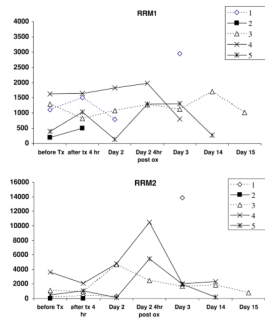 RRM1
4000
3500
3000
2500
2000
1500
1000
500
0
before Tx
after tx 4 hr
Day 2
Day 2 4hr
post ox
Day 3
Day 14
Day 15
1
2
3
4
5
RRM2
16000
14000
12000
10000
8000
6000
4000
2000
0
before Tx
after tx 4
hr
Day 2
Day 2 4hr
post ox
Day 3
Day 14
Day 15
1
2
3
4
5